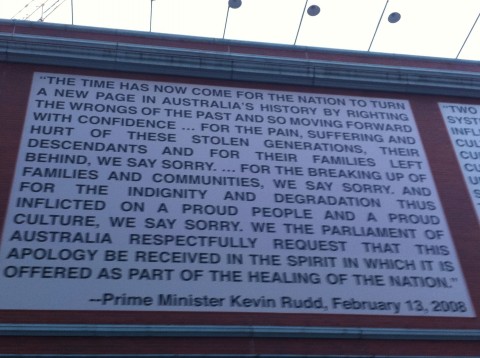 "THE TIME HAS NOW COME FOR THE NATION TO TURN
A NEW PAGE IN AUSTRALIA'S HISTORY BY RIGHTING
THE WRONGS OF THE PAST AND SO MOVING FORWARD
WITH CONFIDENCE ... FOR THE PAIN, SUFFERING AND
HURT OF THESE STOLEN GENERATIONS, THEIR
DESCENDANTS AND FOR THEIR FAMILIES LEFT
BEHIND, WE SAY SORRY. ... FOR THE BREAKING UP OF
FAMILIES AND COMMUNITIES, WE SAY SORRY. AND
FOR THE INDIGNITY AND DEGRADATION THUS
INFLICTED ON A PROUD PEOPLE AND A PROUD
CULTURE, WE SAY SORRY. WE THE PARLIAMENT OF
AUSTRALIA RESPECTFULLY REQUEST THAT THIS
APOLOGY BE RECEIVED IN THE SPIRIT IN WHICH IT IS
OFFERED AS PART OF THE HEALING OF THE NATION."
--Prime Minister Kevin Rudd, February 13, 2008
"TWO
SYST
INFL
CUL
CUL